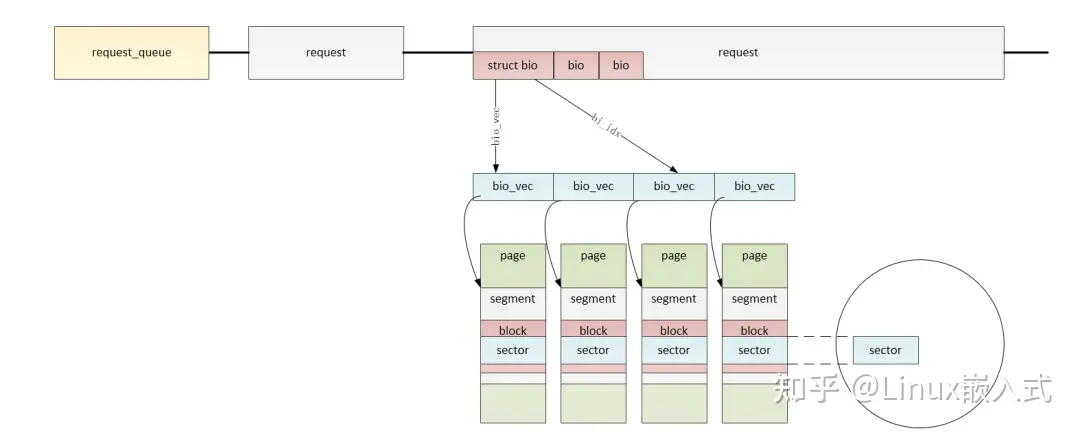 request_queue
request
request
struct bio
bio
bio
bio_vec
bi_idx
bio_vec
bio_vec
bio_vec
bio_vec
page
page
page
page
segment
segment
segment
segment
block
block
block
block
sector
sector
sector
sector
sector
知乎 @Linux嵌入式